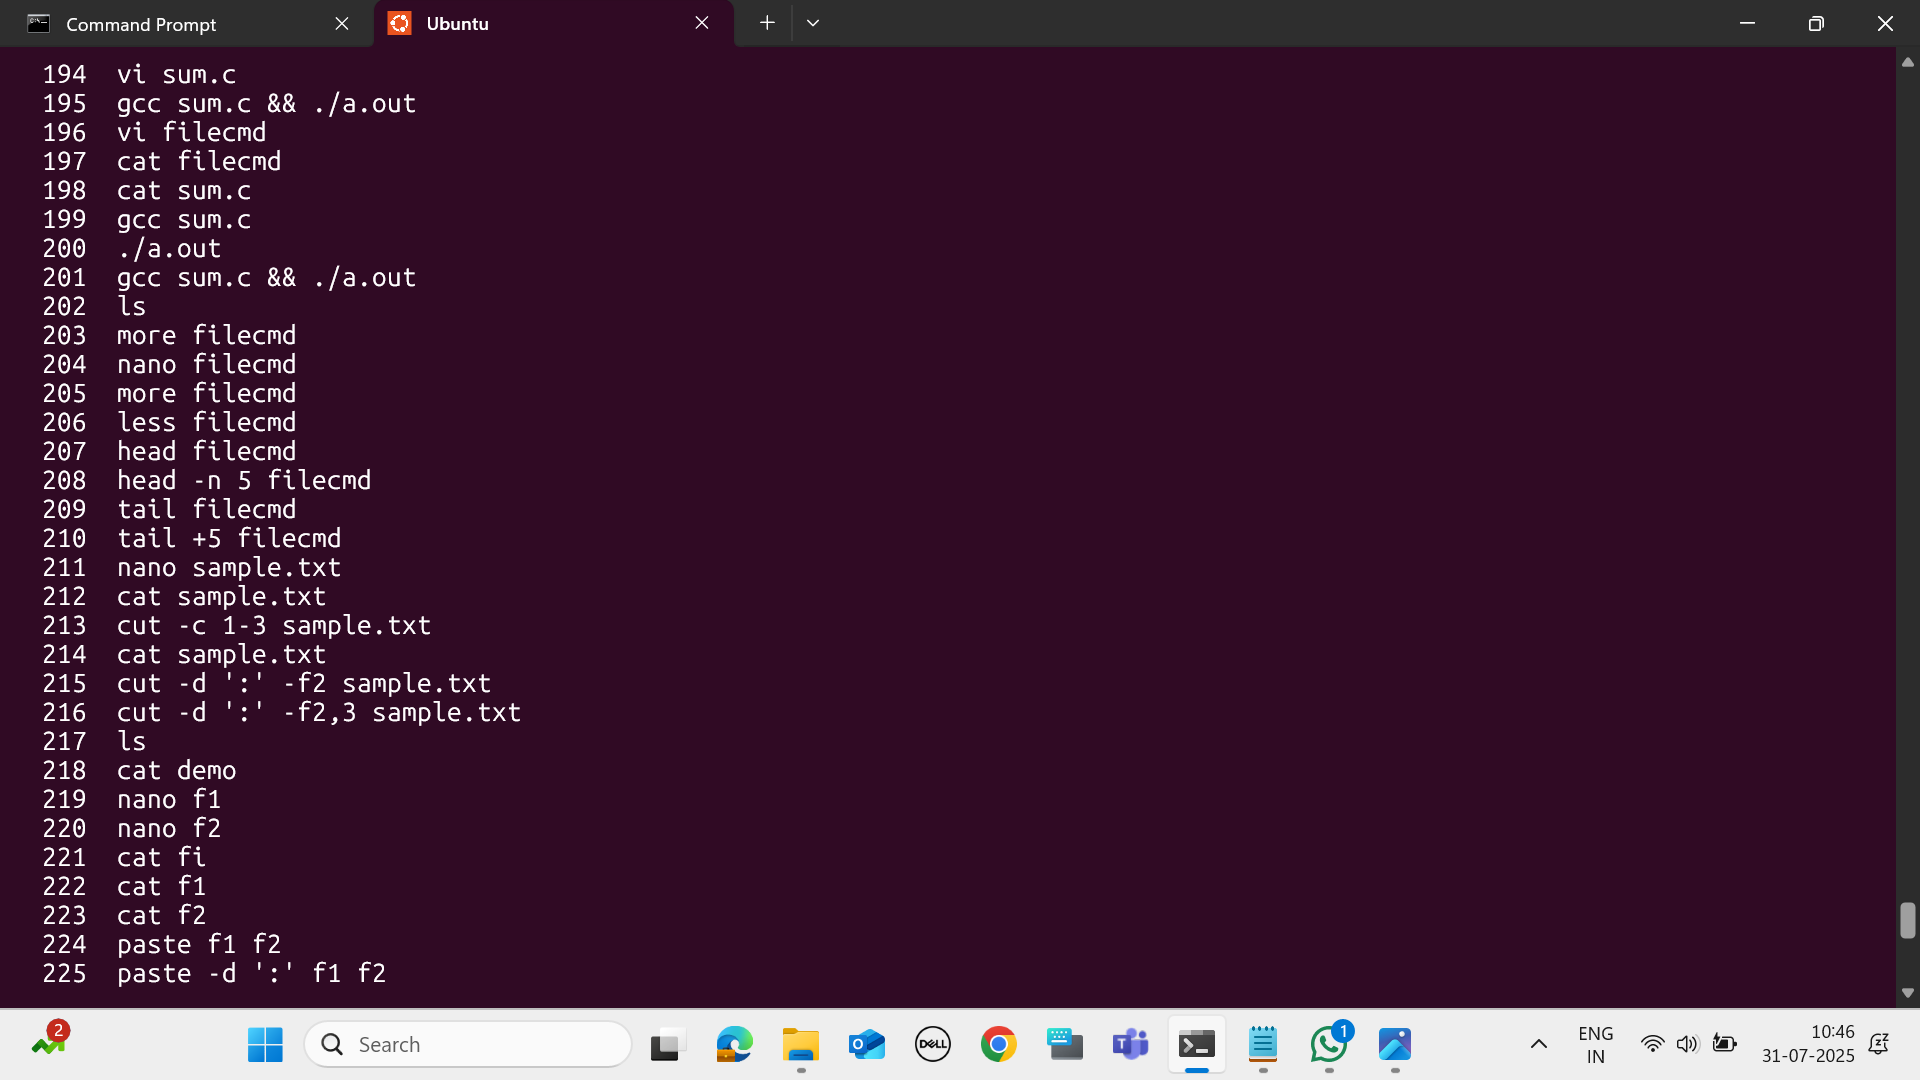 Command Prompt
Ubuntu
194 vi sum.c
195 gcc sum.c && ./a.out
196 vi filecmd
197 cat filecmd
198 cat sum.c
199 gcc sum.c
200 ./a.out
201 gcc sum.c && ./a.out
202 ls
203 more filecmd
204 nano filecmd
205 more filecmd
206 less filecmd
207 head filecmd
208 head -n 5 filecmd
209 tail filecmd
210 tail +5 filecmd
211 nano sample.txt
212 cat sample.txt
213 cut -c 1-3 sample.txt
214 cat sample.txt
215 cut -d ':' -f2 sample.txt
216 cut -d ':' -f2,3 sample.txt
217 ls
218 cat demo
219 nano f1
220 nano f2
221 cat fi
222 cat f1
223 cat f2
224 paste f1 f2
225 paste -d ':' f1 f2
2
Search
DELL
1
ENG
IN
10:46
31-07-2025